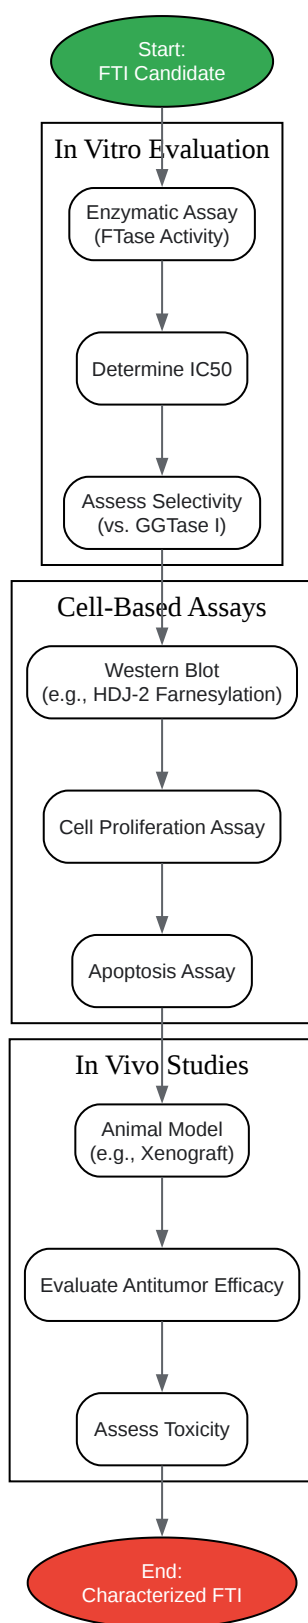 Start:
FTI Candidate
In Vitro Evaluation
Enzymatic Assay
(FTase Activity)
Determine IC50
Assess Selectivity
(vs. GGTase I)
Cell-Based Assays
Western Blot
(e.g., HDJ-2 Farnesylation)
Cell Proliferation Assay
Apoptosis Assay
In Vivo Studies
Animal Model
(e.g., Xenograft)
Evaluate Antitumor Efficacy
Assess Toxicity
End:
Characterized FTI